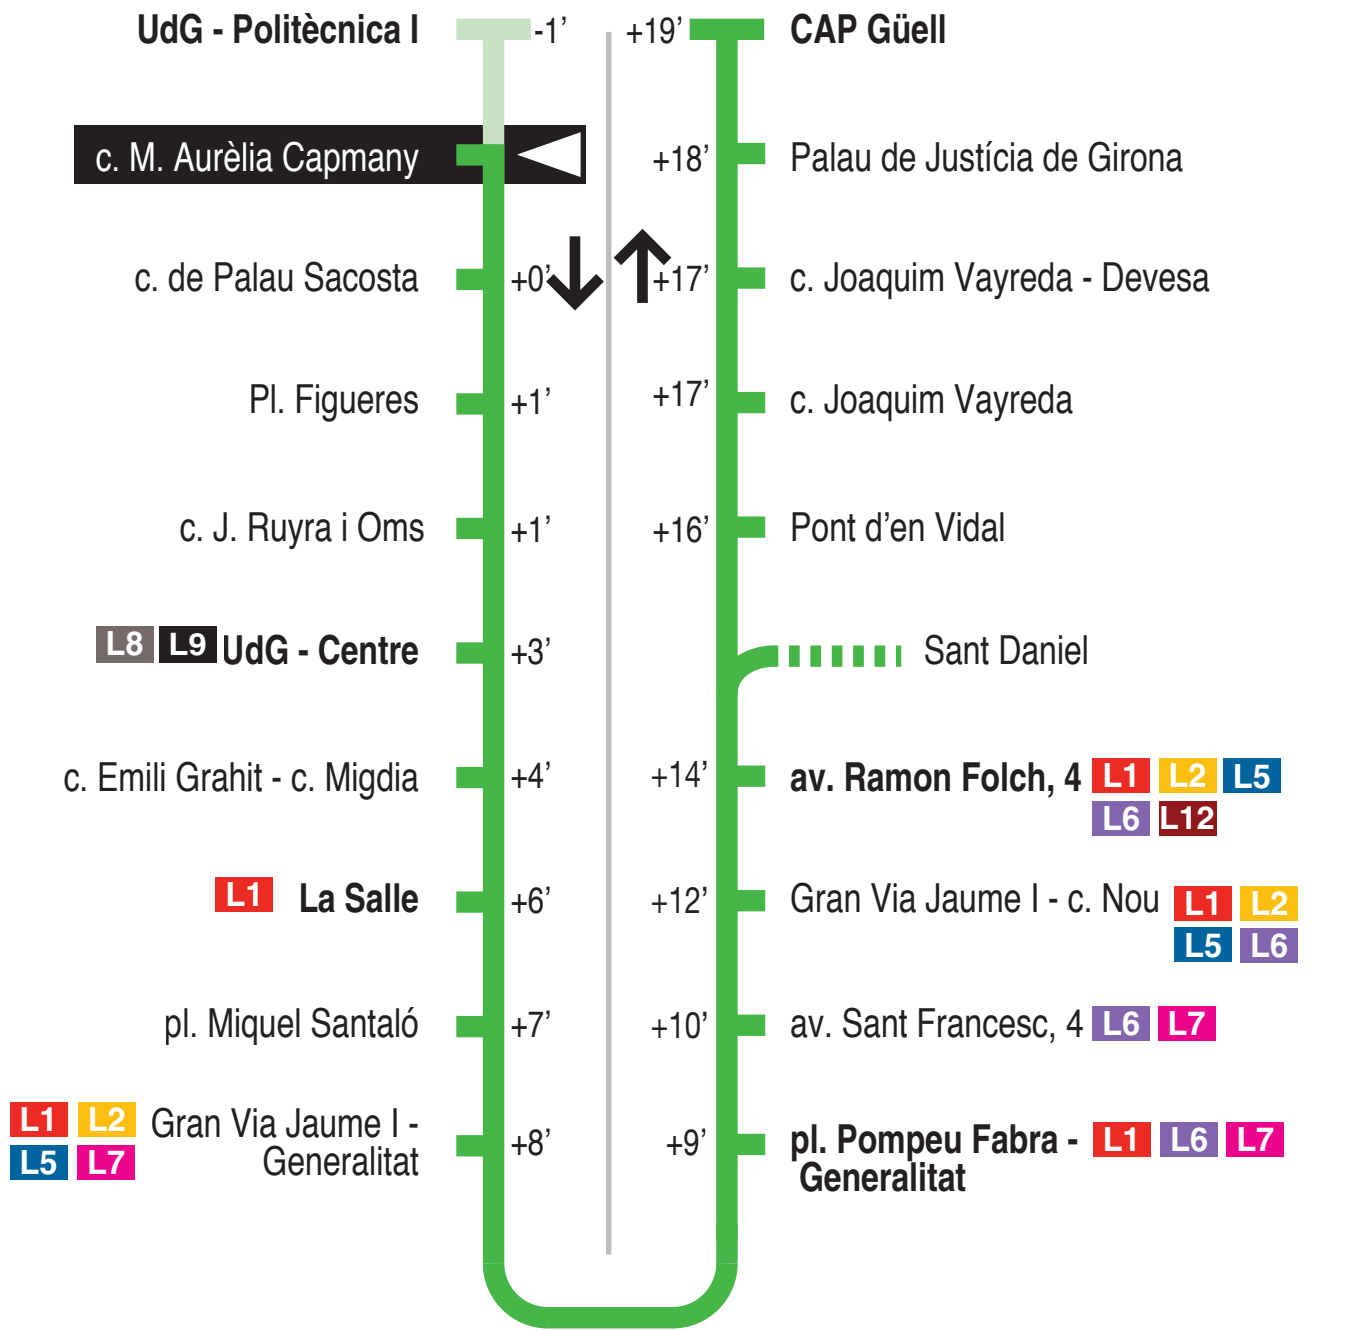 UdG - Politècnica I -1’
c. M. Aurèlia Capmany
c. de Palau Sacosta +0’
Pl. Figueres +1’
c. J. Ruyra i Oms +1’
L8 L9 UdG - Centre +3’
c. Emili Grahit - c. Migdia +4’
L1 La Salle +6’
pl. Miquel Santaló +7’
L1 L2 Gran Via Jaume I -
L5 L7 Generalitat +8’
+19’ CAP Güell
+18’ Palau de Justícia de Girona
+17’ c. Joaquim Vayreda - Devesa
+17’ c. Joaquim Vayreda
+16’ Pont d’en Vidal
Sant Daniel
+14’ av. Ramon Folch, 4 L1 L2 L5
L6 L12
+12’ Gran Via Jaume I - c. Nou L1 L2
L5 L6
+10’ av. Sant Francesc, 4 L6 L7
+9’ pl. Pompeu Fabra - L1 L6 L7
Generalitat